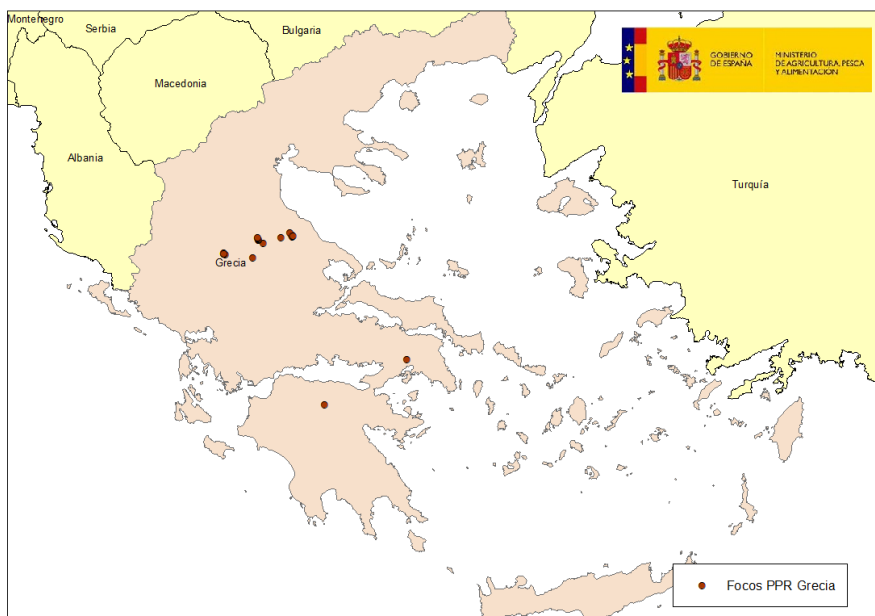 Montenegro
Serbia
Bulgaria
GOBIERNO
DE ESPAÑA
MINISTERIO
DE AGRICULTURA, PESCA
Y ALIMENTACIÓN
Macedonia
Albania
Turquía
Grecia
Focos PPR Grecia